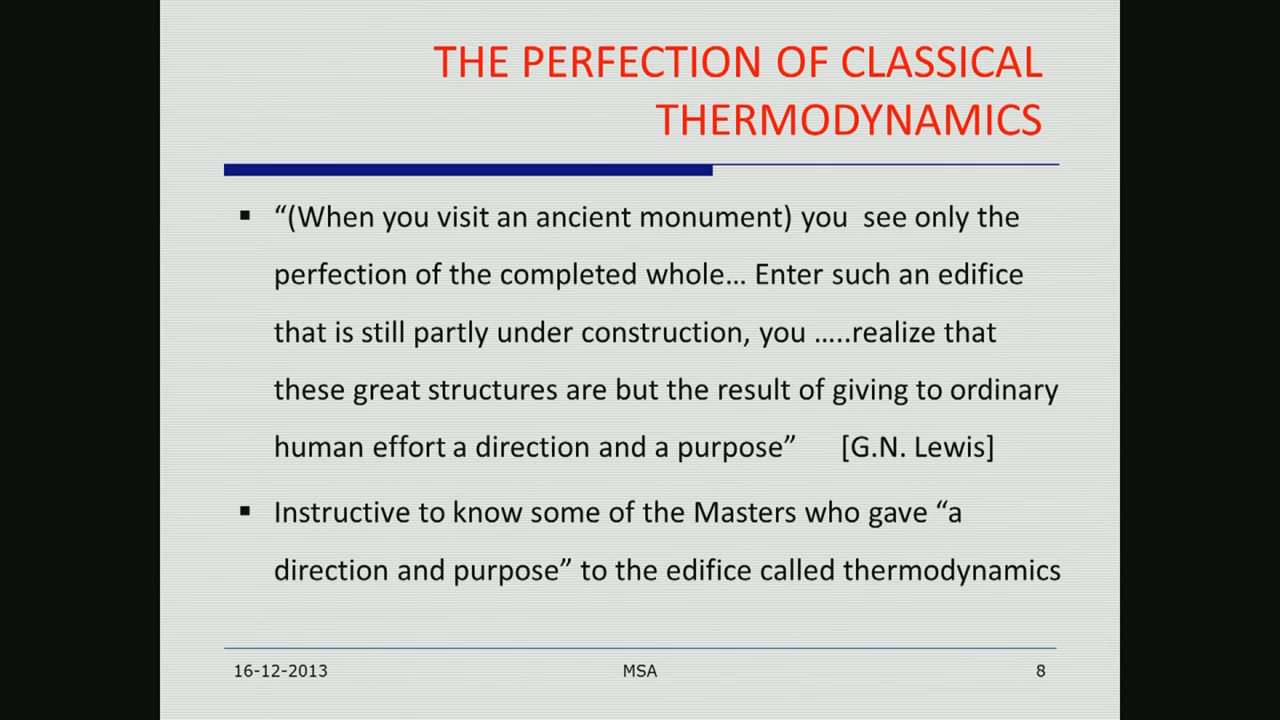 THE PERFECTION OF CLASSICAL
THERMODYNAMICS
▪ “(When you visit an ancient monument) you  see only the
perfection of the completed whole… Enter such an edifice
that is still partly under construction, you …..realize that
these great structures are but the result of giving to ordinary
human effort a direction and a purpose”     [G.N. Lewis]
▪ Instructive to know some of the Masters who gave “a
direction and purpose” to the edifice called thermodynamics
16-12-2013 MSA 8